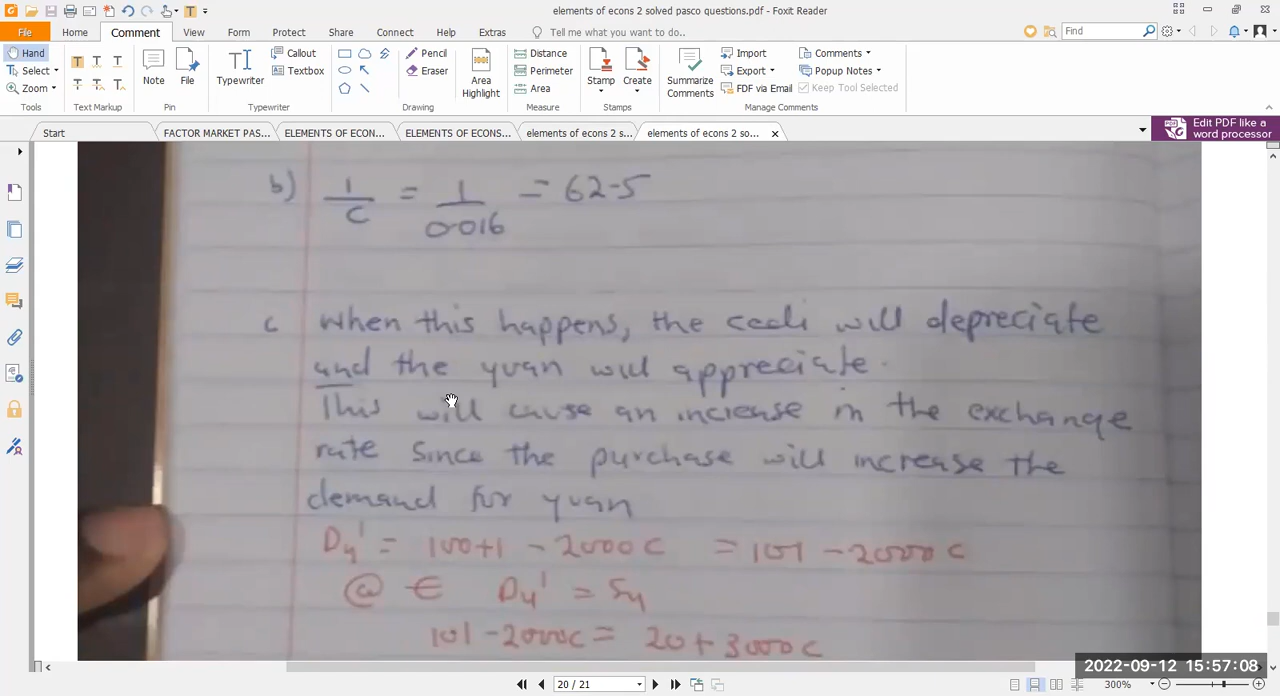 elements of econs 2 solved pasco questions.pdf - Foxit Reader
File Home Comment View Form Protect Share Connect Help Extras Tell me what you want to do.. Find
Hand
Select
Zoom
Tools
Text Markup
Note
File
Pin
Typewriter
Callout
Textbox
Typewriter
Pencil
Eraser
Drawing
Area Highlight
Distance
Perimeter
Area
Measure
Stamp
Create
Stamps
Summarize Comments
Import
Export
FDF via Email
Comments
Popup Notes
Keep Tool Selected
Manage Comments
Start FACTOR MARKET PAS... ELEMENTS OF ECON... ELEMENTS OF ECONS... elements of econs 2 s... elements of econs 2 so...
Edit PDF like a word processor
b) 1/c = 1/0.016 = 62.5
c When this happens, the cedi will depreciate
and the yuan will appreciate.
This will cause an increase in the exchange
rate since the purchase will increase the
demand for yuan
Dy' = 100+1 - 2000c = 101 - 2000c
@ € Dy' = Sy
101 - 2000c = 20 + 3000c
2022-09-12 15:57:08
20 / 21
300%